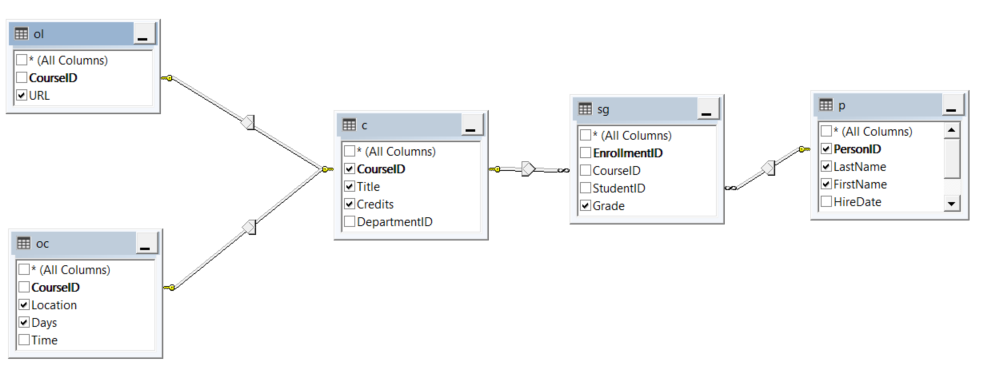 ol
* (All Columns)
CourseID
URL
c
* (All Columns)
CourseID
Title
Credits
DepartmentID
sg
* (All Columns)
EnrollmentID
CourseID
StudentID
Grade
p
* (All Columns)
PersonID
LastName
FirstName
HireDate
oc
* (All Columns)
CourseID
Location
Days
Time